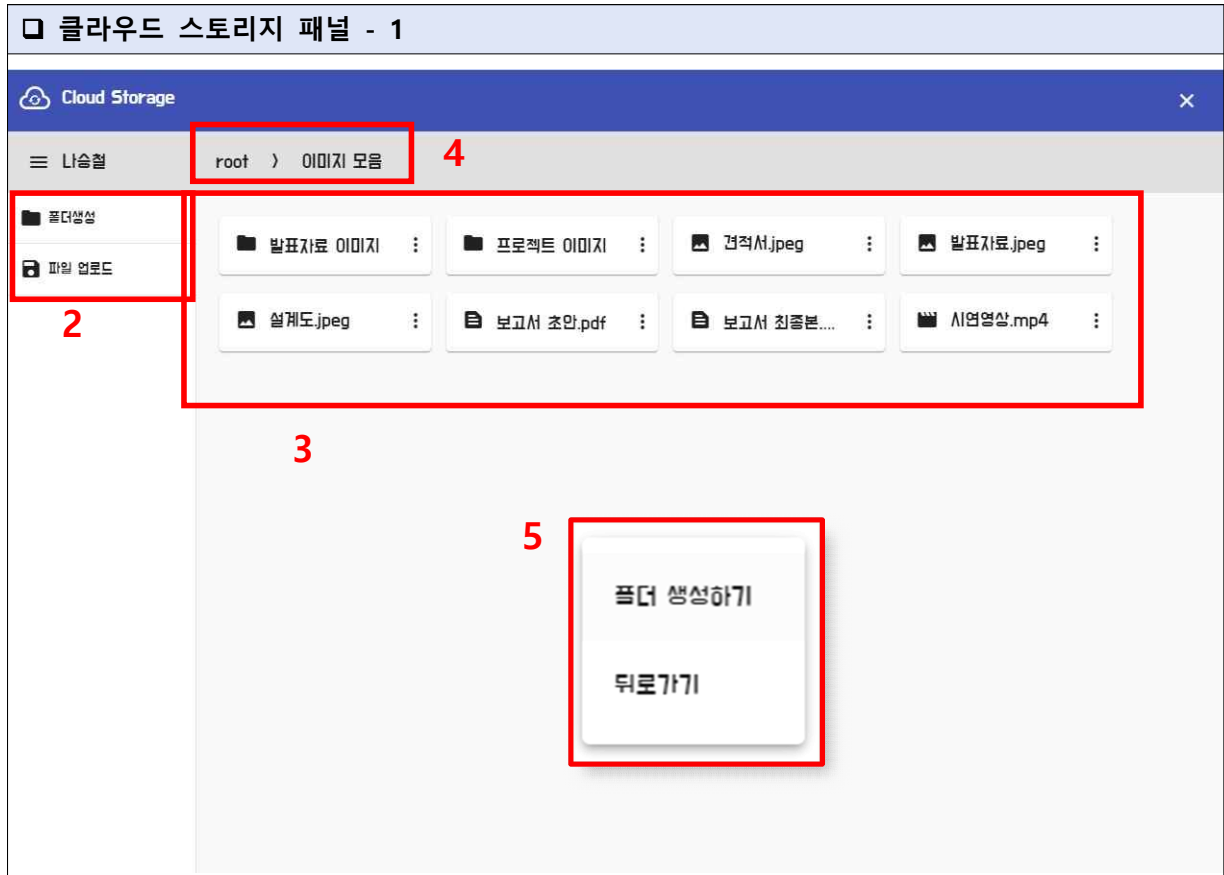 ❑ 클라우드 스토리지 패널 - 1
Cloud Storage ×
나승철 root 〉 이미지 모음 4
폴더생성
파일 업로드
2
발표자료 이미지 프로젝트 이미지 견적서.jpeg 발표자료.jpeg
설계도.jpeg 보고서 초안.pdf 보고서 최종본.... 시연영상.mp4
3
5
폴더 생성하기
뒤로가기